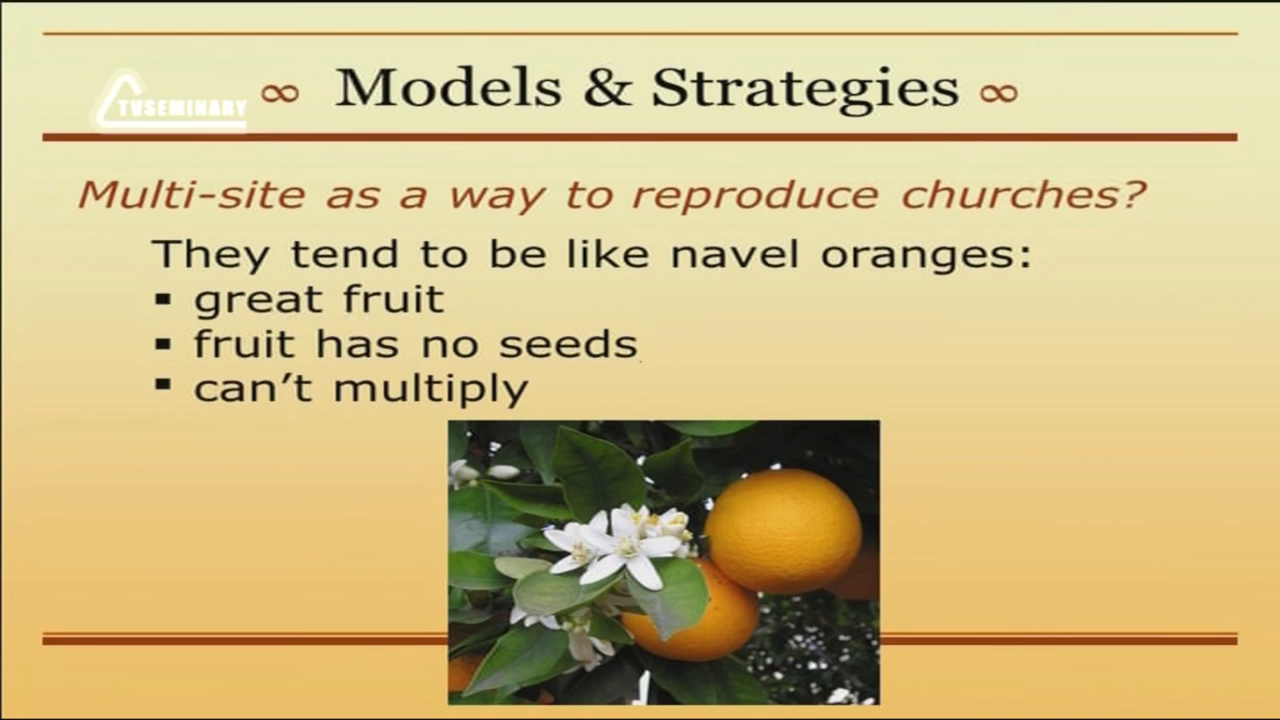 TVSEMINARY
∞ Models & Strategies ∞
Multi-site as a way to reproduce churches?
They tend to be like navel oranges:
▪ great fruit
▪ fruit has no seeds
▪ can’t multiply